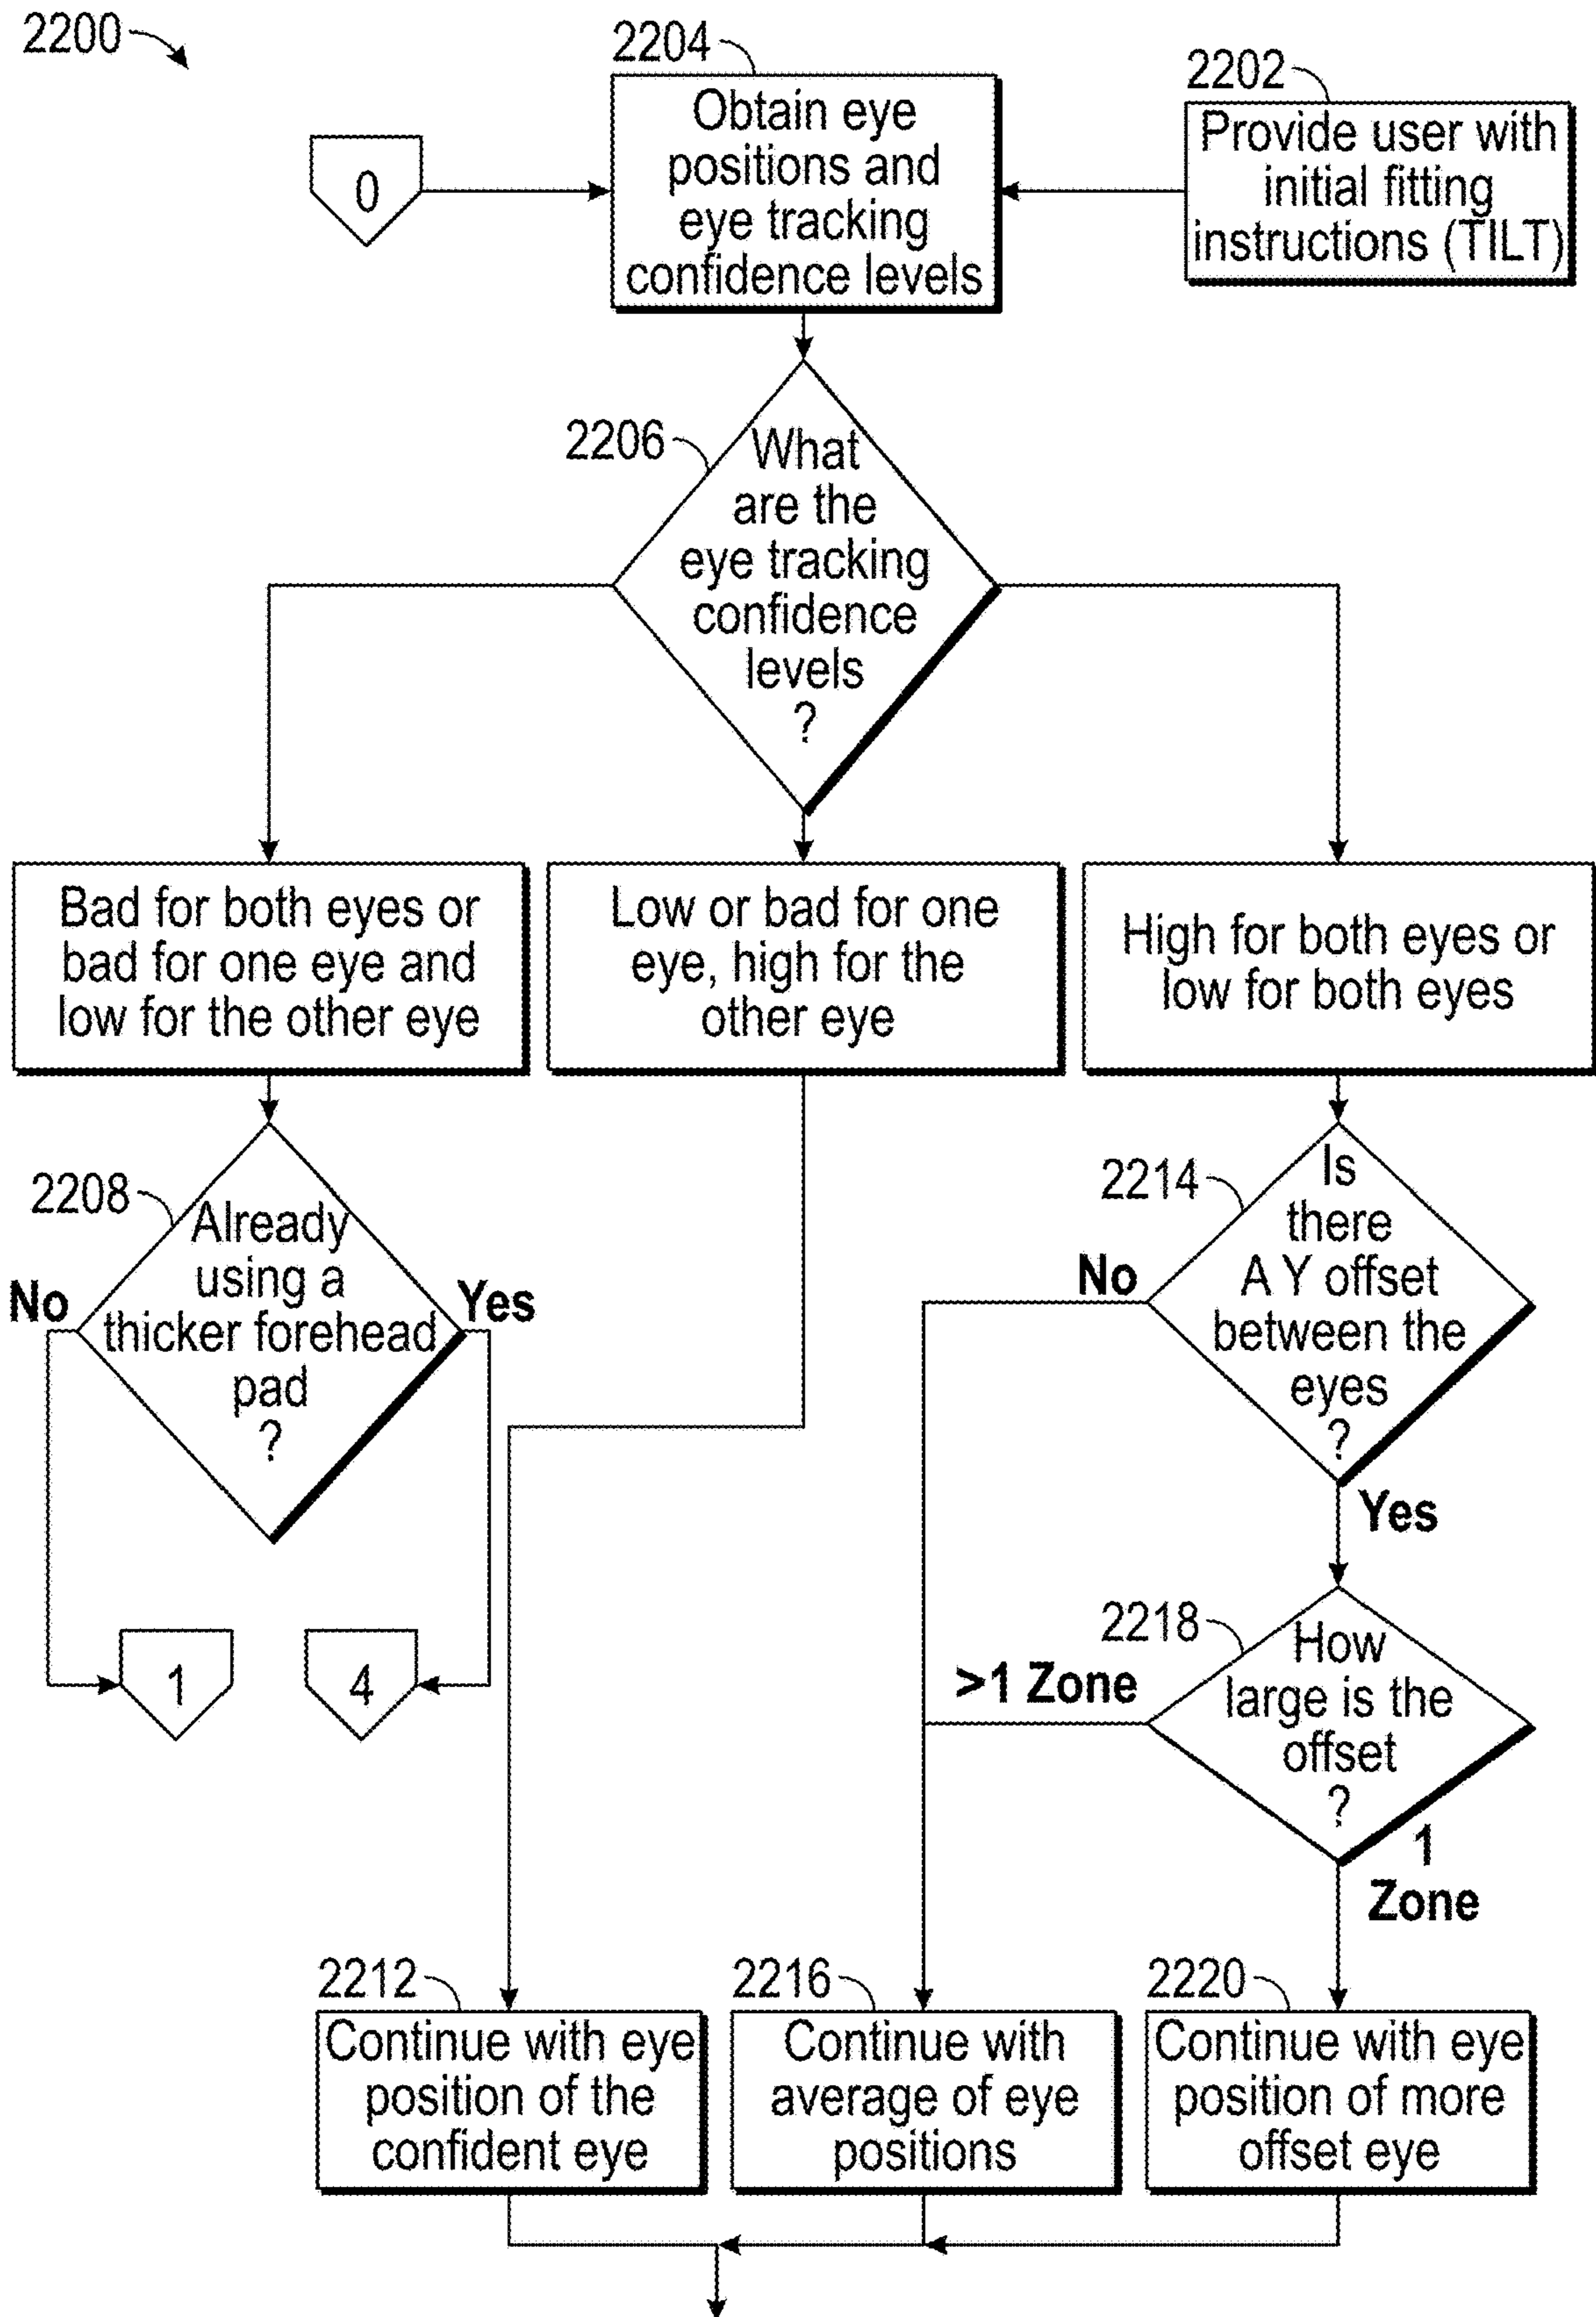 2200
2204
2202
Obtain eye
positions and
eye tracking
confidence levels
Provide user with
initial fitting
instructions (TILT)
0
2206
What
are the
eye tracking
confidence
levels
?
Bad for both eyes or
bad for one eye and
low for the other eye
Low or bad for one
eye, high for the
other eye
High for both eyes or
low for both eyes
2208
Already
using a
thicker forehead
pad
?
No
Yes
1
4
2214
Is
there
A Y offset
between the
eyes
?
No
Yes
2218
How
large is the
offset
?
>1 Zone
1
Zone
2212
Continue with eye
position of the
confident eye
2216
Continue with
average of eye
positions
2220
Continue with eye
position of more
offset eye